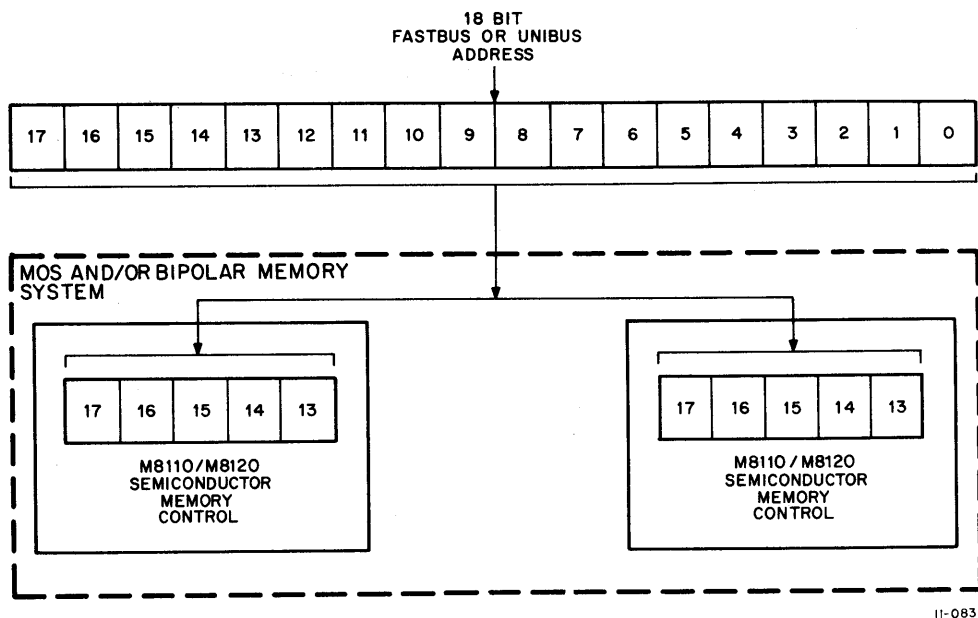 18 BIT
FASTBUS OR UNIBUS
ADDRESS
17 16 15 14 13 12 11 10 9 8 7 6 5 4 3 2 1 0
MOS AND/OR BIPOLAR MEMORY
SYSTEM
17 16 15 14 13
M8110/M8120
SEMICONDUCTOR
MEMORY
CONTROL
17 16 15 14 13
M8110/M8120
SEMICONDUCTOR
MEMORY
CONTROL
11-083